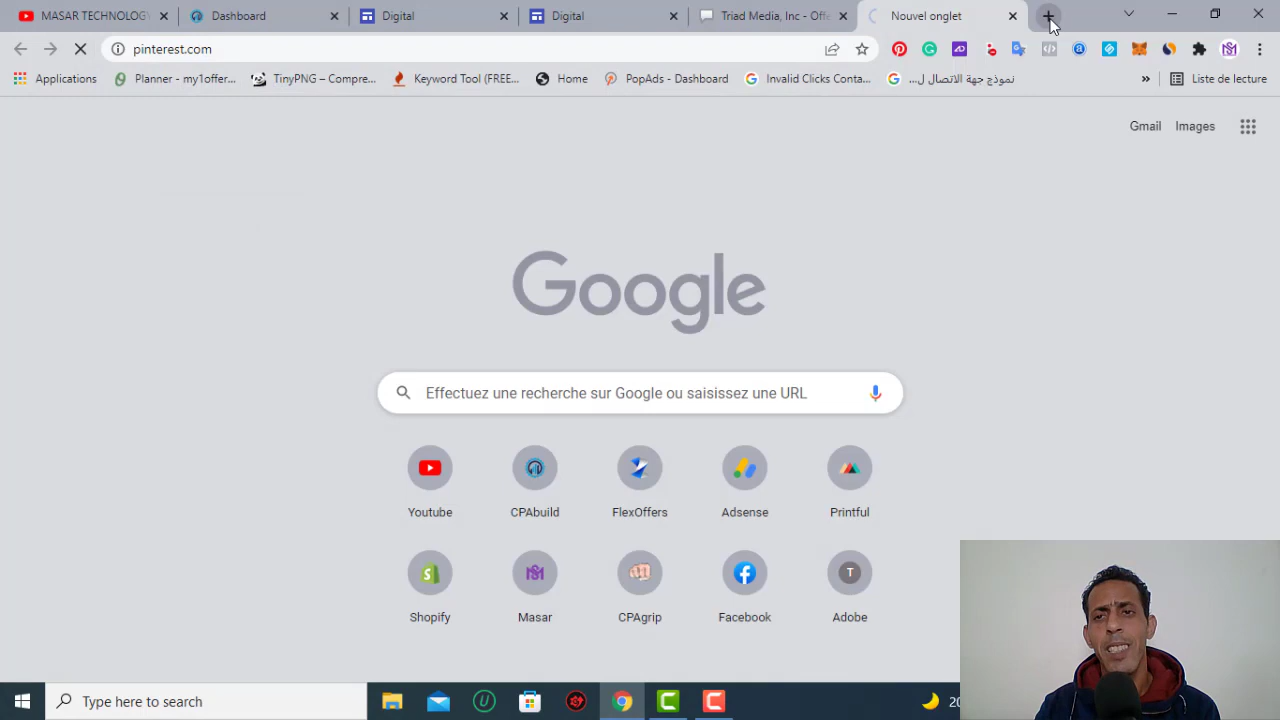 MASAR TECHNOLOGY
Dashboard
Digital
Digital
Triad Media, Inc - Offe
Nouvel onglet
pinterest.com
Applications
Planner - my1offer...
TinyPNG – Compre...
Keyword Tool (FREE...
Home
PopAds - Dashboard
Invalid Clicks Conta...
نموذج جهة الاتصال ل...
Liste de lecture
Gmail
Images
Google
Effectuez une recherche sur Google ou saisissez une URL
Youtube
CPAbuild
FlexOffers
Adsense
Printful
T
Shopify
Masar
CPAgrip
Facebook
Adobe
Type here to search
20